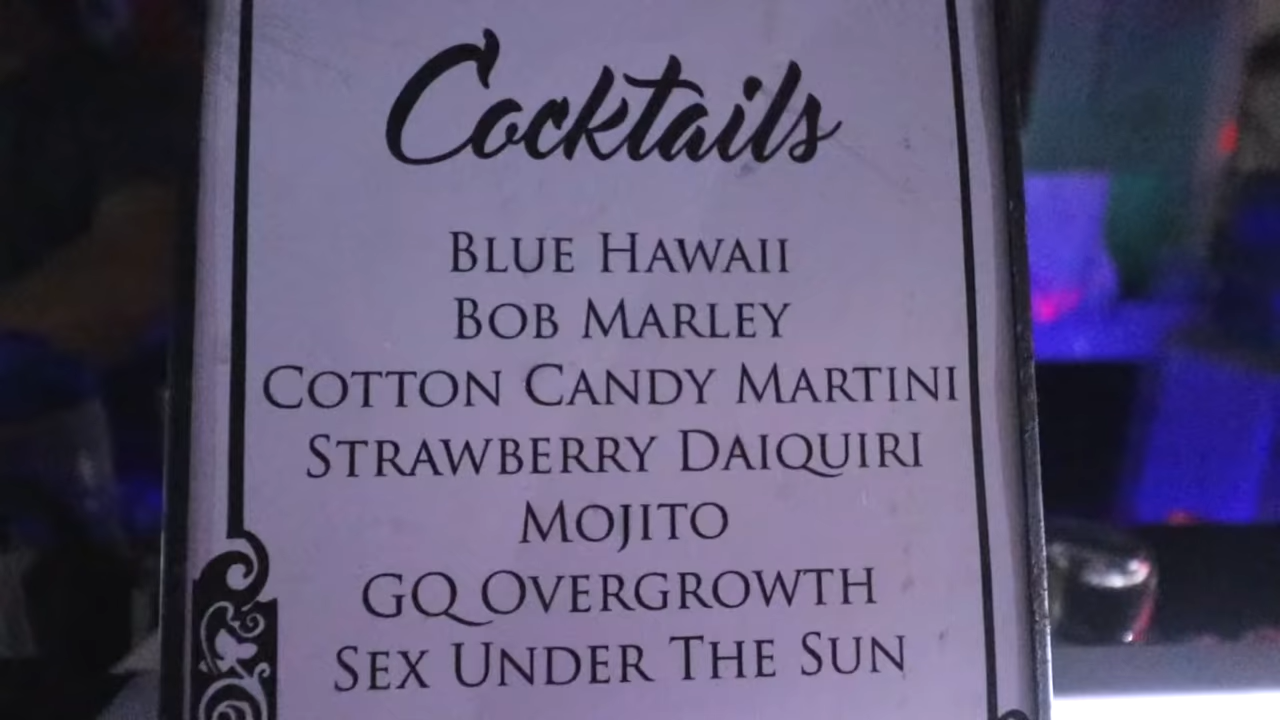 Cocktails
BLUE HAWAII
BOB MARLEY
COTTON CANDY MARTINI
STRAWBERRY DAIQUIRI
MOJITO
GQ OVERGROWTH
SEX UNDER THE SUN